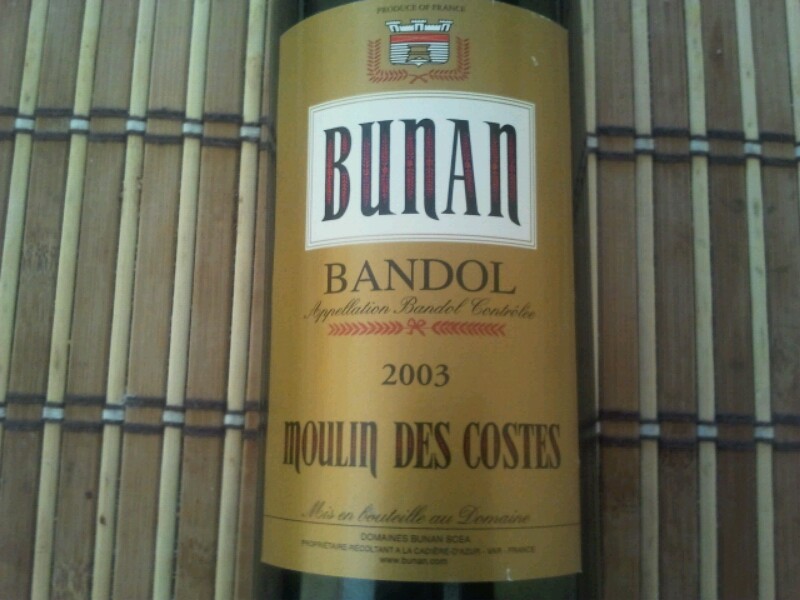 PRODUCE OF FRANCE
BUNAN
BANDOL
Appellation Bandol Contrôlée
2003
MOULIN DES COSTES
Mis en bouteille au Domaine
DOMAINES BUNAN SCEA
PROPRIÉTAIRE RÉCOLTANT A LA CADIÈRE D'AZUR - VAR - FRANCE
www.bunan.com